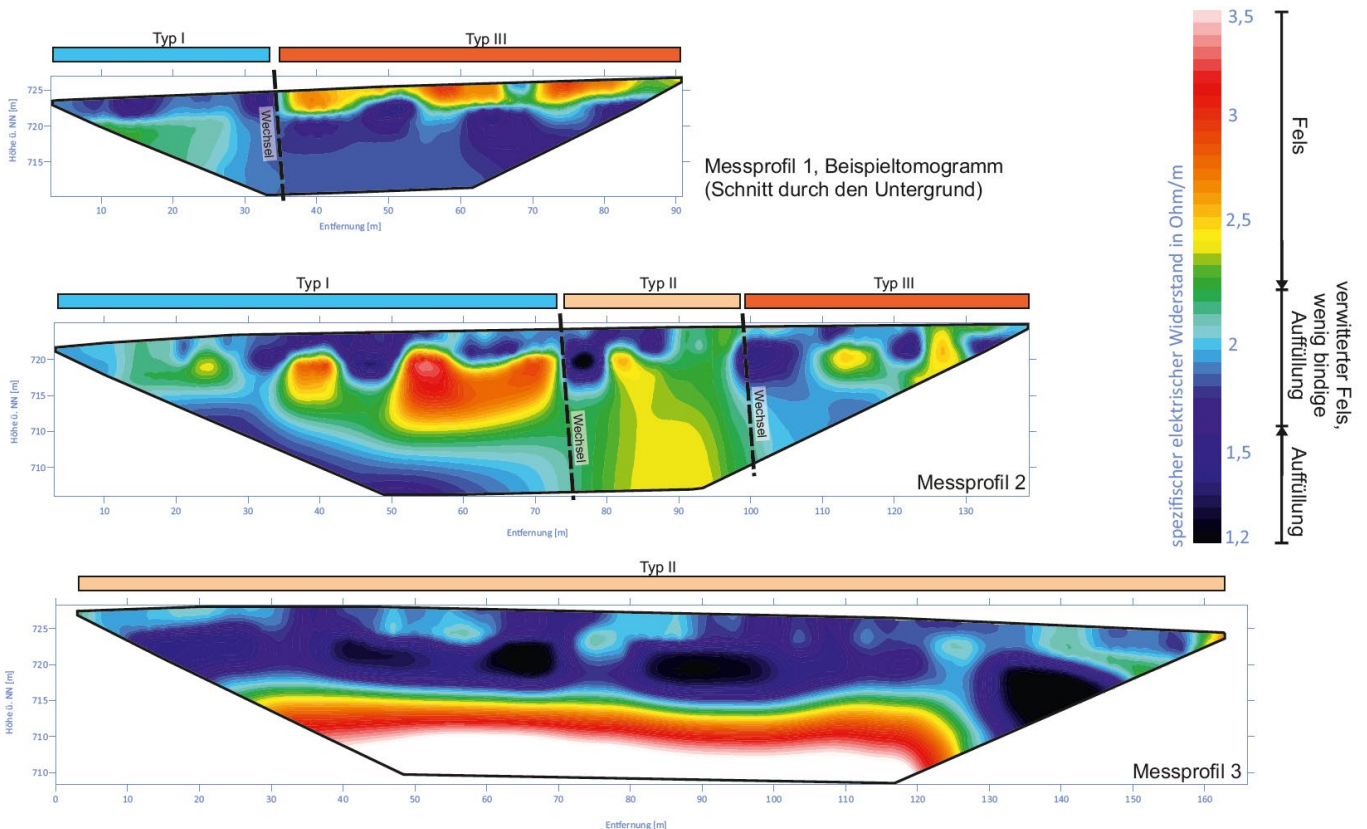 Typ I
Typ III
Höhe ü. NN [m]
725
720
715
Wechsel
10
20
30
40
50
60
70
80
90
Entfernung [m]
Messprofil 1, Beispieltomogramm
(Schnitt durch den Untergrund)
Typ I
Typ II
Typ III
Höhe ü. NN [m]
720
715
710
710
Wechsel
Wechsel
Messprofil 2
10
20
30
40
50
60
70
80
90
100
110
120
130
Entfernung [m]
Typ II
Höhe ü. NN [m]
725
720
715
710
710
Messprofil 3
0
10
20
30
40
50
60
70
80
90
100
110
120
130
140
150
160
Entfernung [m]
spezifischer elektrischer Widerstand in Ohm/m
3,5
3
2,5
2
1,5
1,2
Fels
verwitterter Fels,
wenig bindige
Auffüllung
Auffüllung